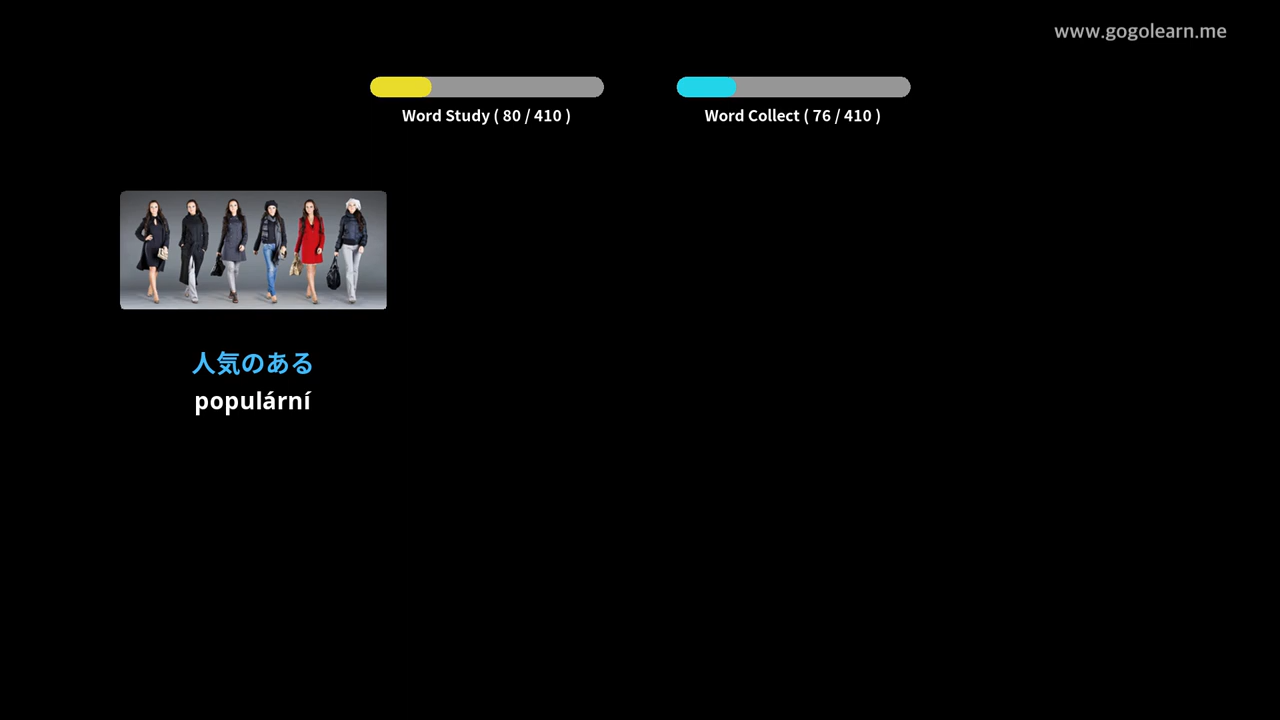 www.gogolearn.me
Word Study ( 80 / 410 )
Word Collect ( 76 / 410 )
人気のある
populární